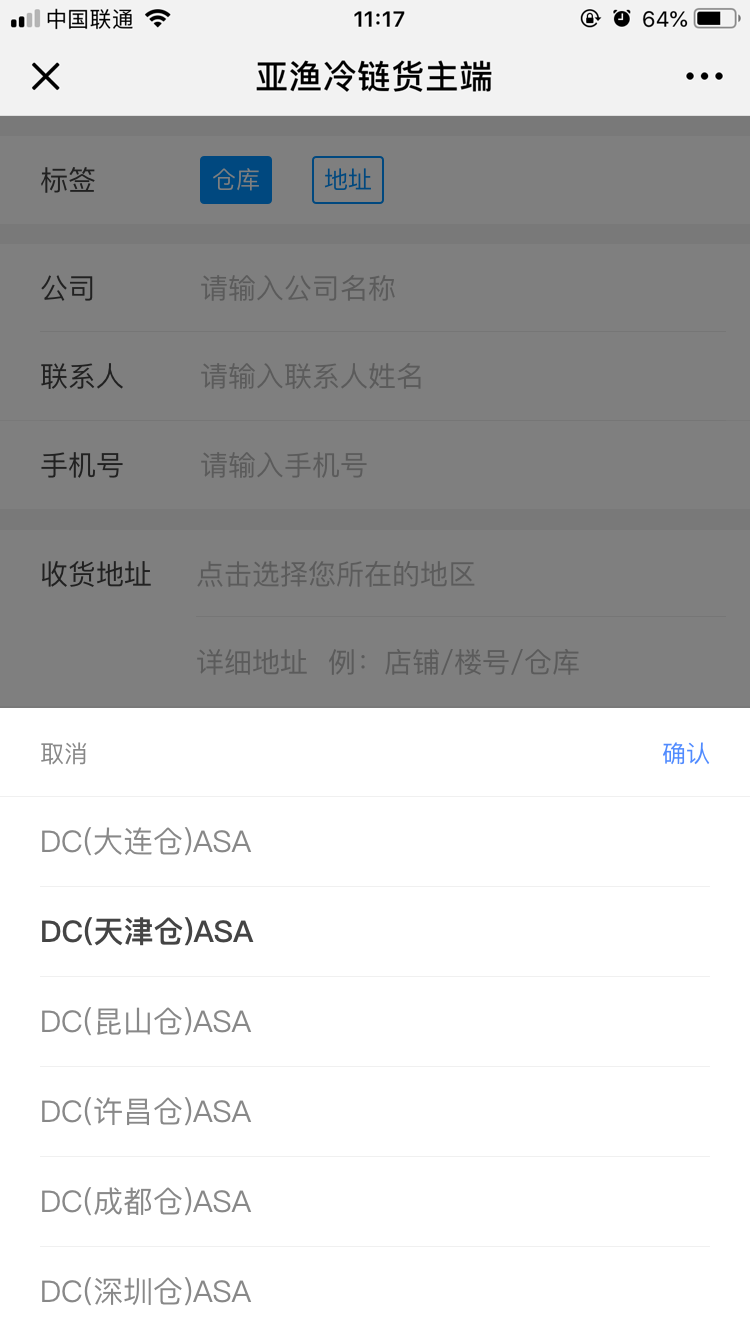 中国联通 11:17 64%
亚渔冷链货主端
标签 仓库 地址
公司 请输入公司名称
联系人 请输入联系人姓名
手机号 请输入手机号
收货地址 点击选择您所在的地区
详细地址 例：店铺/楼号/仓库
取消 确认
DC(大连仓)ASA
DC(天津仓)ASA
DC(昆山仓)ASA
DC(许昌仓)ASA
DC(成都仓)ASA
DC(深圳仓)ASA